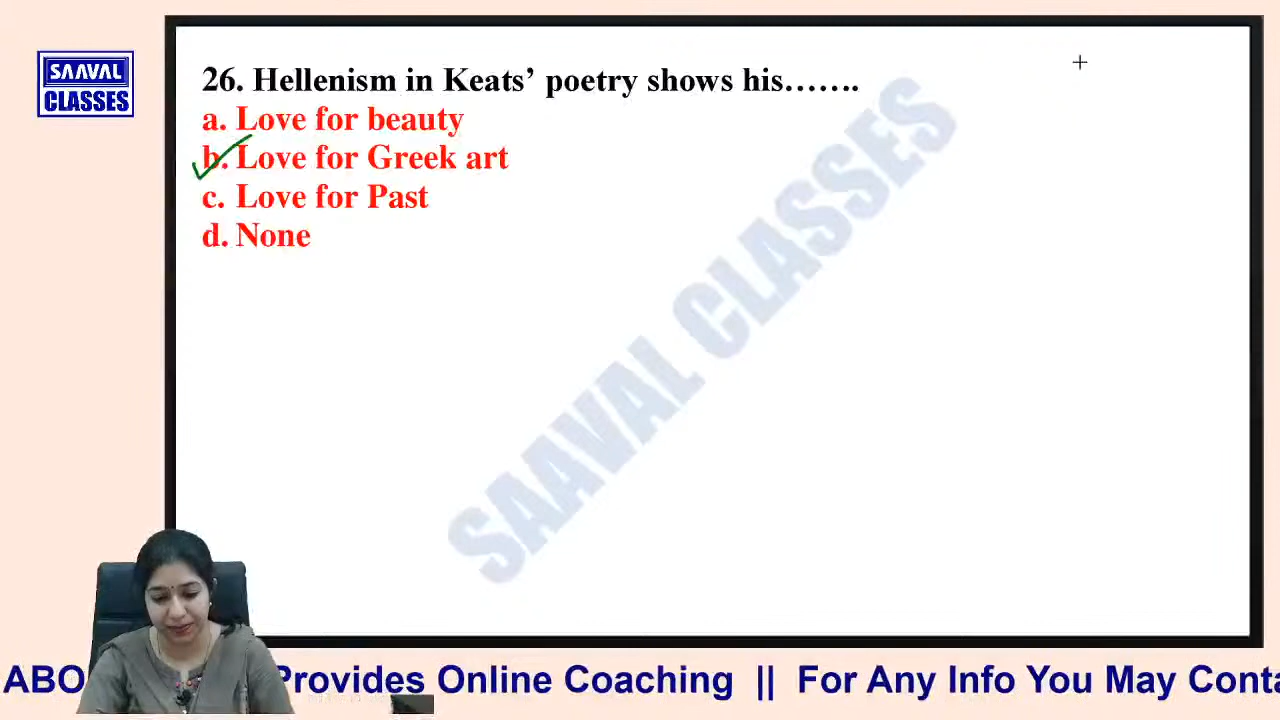 SAAVAL
CLASSES
26. Hellenism in Keats’ poetry shows his…….
a. Love for beauty
b. Love for Greek art
c. Love for Past
d. None
SAAVAL CLASSES
ABO Provides Online Coaching || For Any Info You May Conta